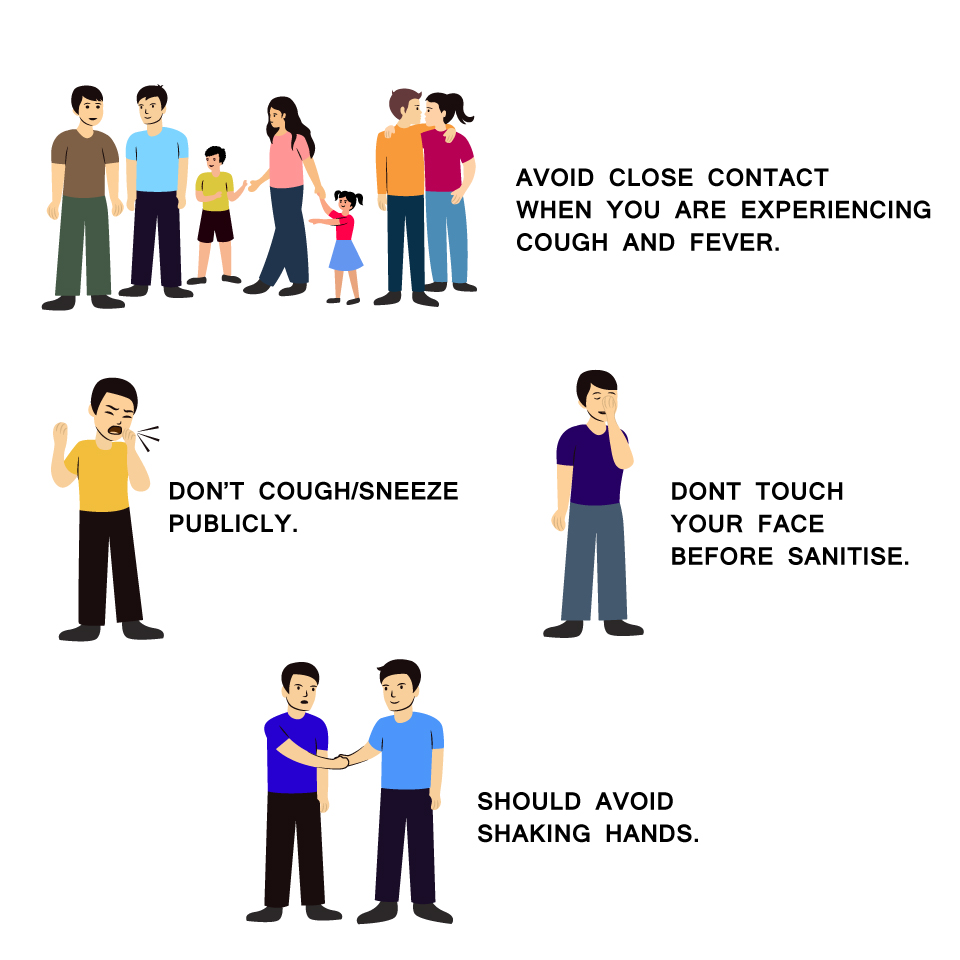 AVOID CLOSE CONTACT
WHEN YOU ARE EXPERIENCING
COUGH AND FEVER.
DON'T COUGH/SNEEZE
PUBLICLY.
DONT TOUCH
YOUR FACE
BEFORE SANITISE.
SHOULD AVOID
SHAKING HANDS.